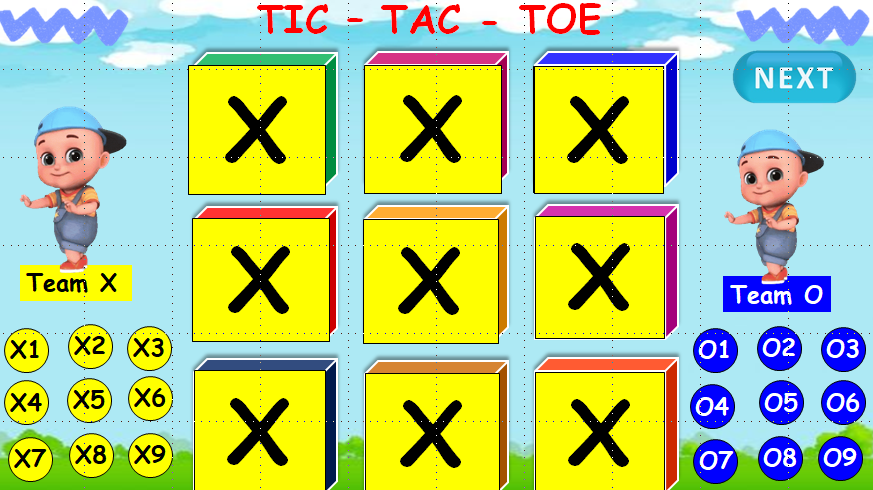 TIC - TAC - TOE
NEXT
X X X
X X X
X X X
Team X
Team O
X1 X2 X3
X4 X5 X6
X7 X8 X9
O1 O2 O3
O4 O5 O6
O7 O8 O9